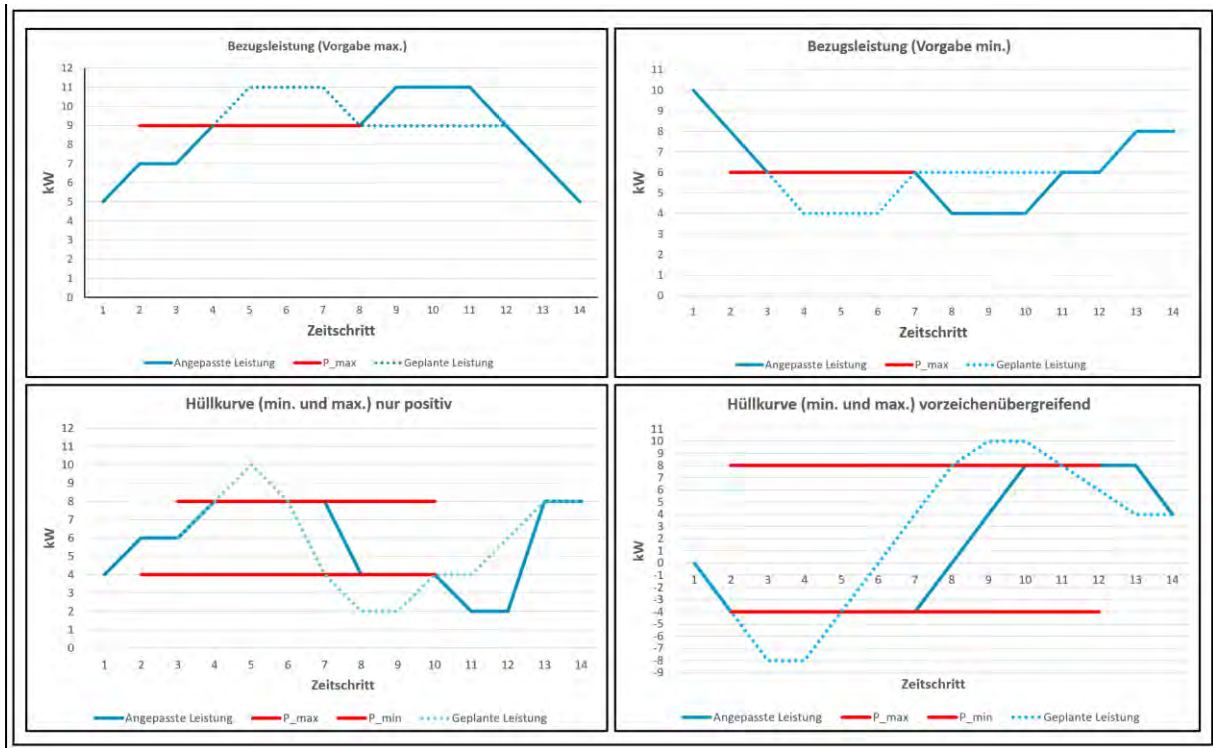 Bezugsleistung (Vorgabe max.)
12
11
10
9
8
7
6
5
4
3
2
1
0
kW
1 2 3 4 5 6 7 8 9 10 11 12 13 14
Zeitschritt
Angepasste Leistung P_max Geplante Leistung
Bezugsleistung (Vorgabe min.)
11
10
9
8
7
6
5
4
3
2
1
0
kW
1 2 3 4 5 6 7 8 9 10 11 12 13 14
Zeitschritt
Angepasste Leistung P_max Geplante Leistung
Hüllkurve (min. und max.) nur positiv
12
11
10
9
8
7
6
5
4
3
2
1
0
kW
1 2 3 4 5 6 7 8 9 10 11 12 13 14
Zeitschritt
Angepasste Leistung P_max P_min Geplante Leistung
Hüllkurve (min. und max.) vorzeichenübergreifend
11
10
9
8
7
6
5
4
3
2
1
0
-1
-2
-3
-4
-5
-6
-7
-8
-9
kW
1 2 3 4 5 6 7 8 9 10 11 12 13 14
Zeitschritt
Angepasste Leistung P_max P_min Geplante Leistung